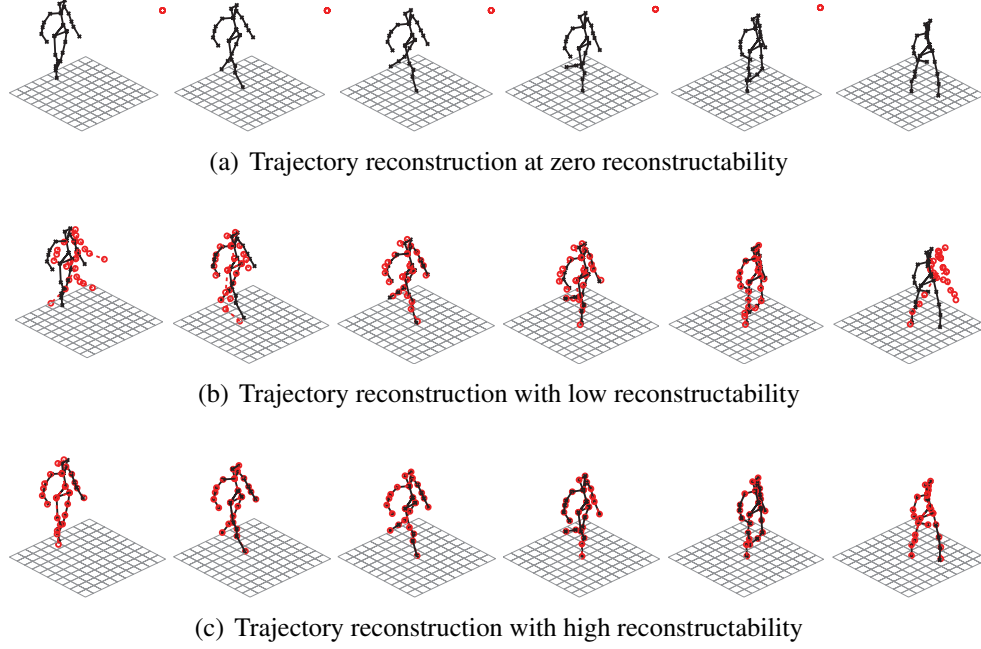 (a) Trajectory reconstruction at zero reconstructability
(b) Trajectory reconstruction with low reconstructability
(c) Trajectory reconstruction with high reconstructability